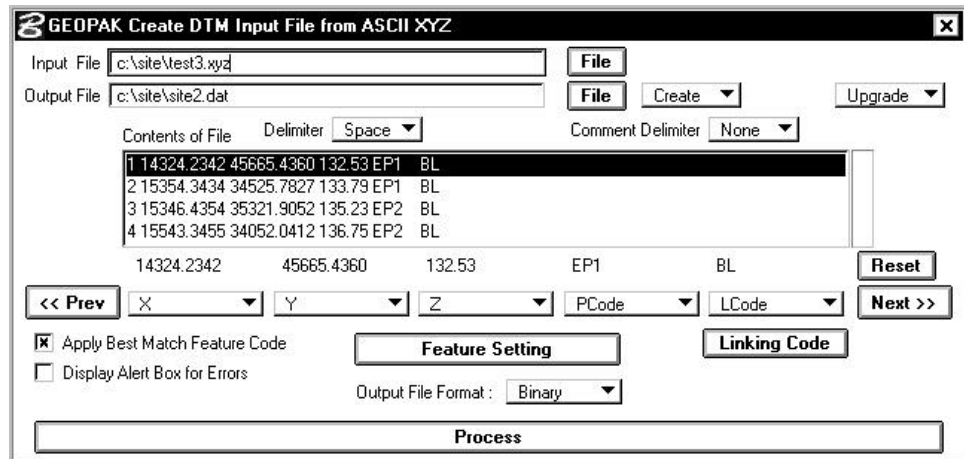 GEOPAK Create DTM Input File from ASCII XYZ
Input File c:\site\test3.xyz File
Output File c:\site\site2.dat File Create Upgrade
Contents of File Delimiter Space Comment Delimiter None
1 14324.2342 45665.4360 132.53 EP1 BL
2 15354.3434 34525.7827 133.79 EP1 BL
3 15346.4354 35321.9052 135.23 EP2 BL
4 15543.3455 34052.0412 136.75 EP2 BL
14324.2342 45665.4360 132.53 EP1 BL Reset
<< Prev X Y Z PCode LCode Next >>
Apply Best Match Feature Code Feature Setting Linking Code
Display Alert Box for Errors
Output File Format : Binary
Process